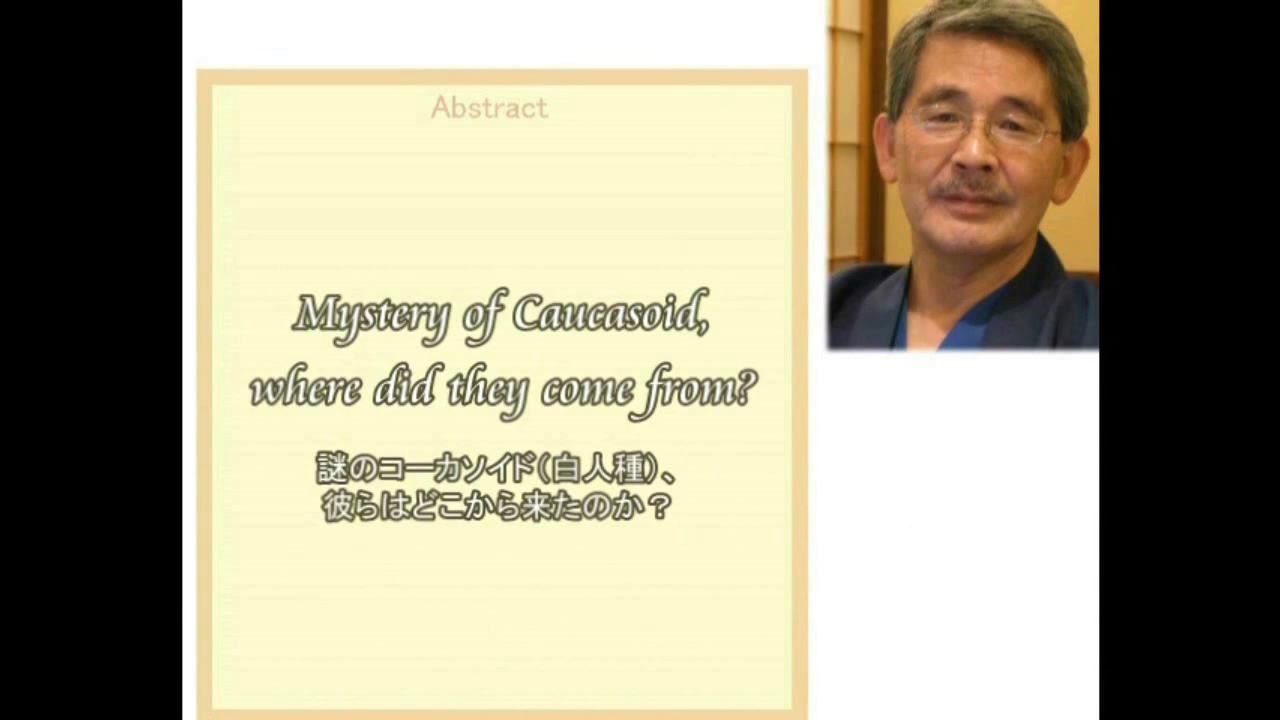 Abstract
Mystery of Caucasoid,
where did they come from?
謎のコーカソイド（白人種）、
彼らはどこから来たのか？